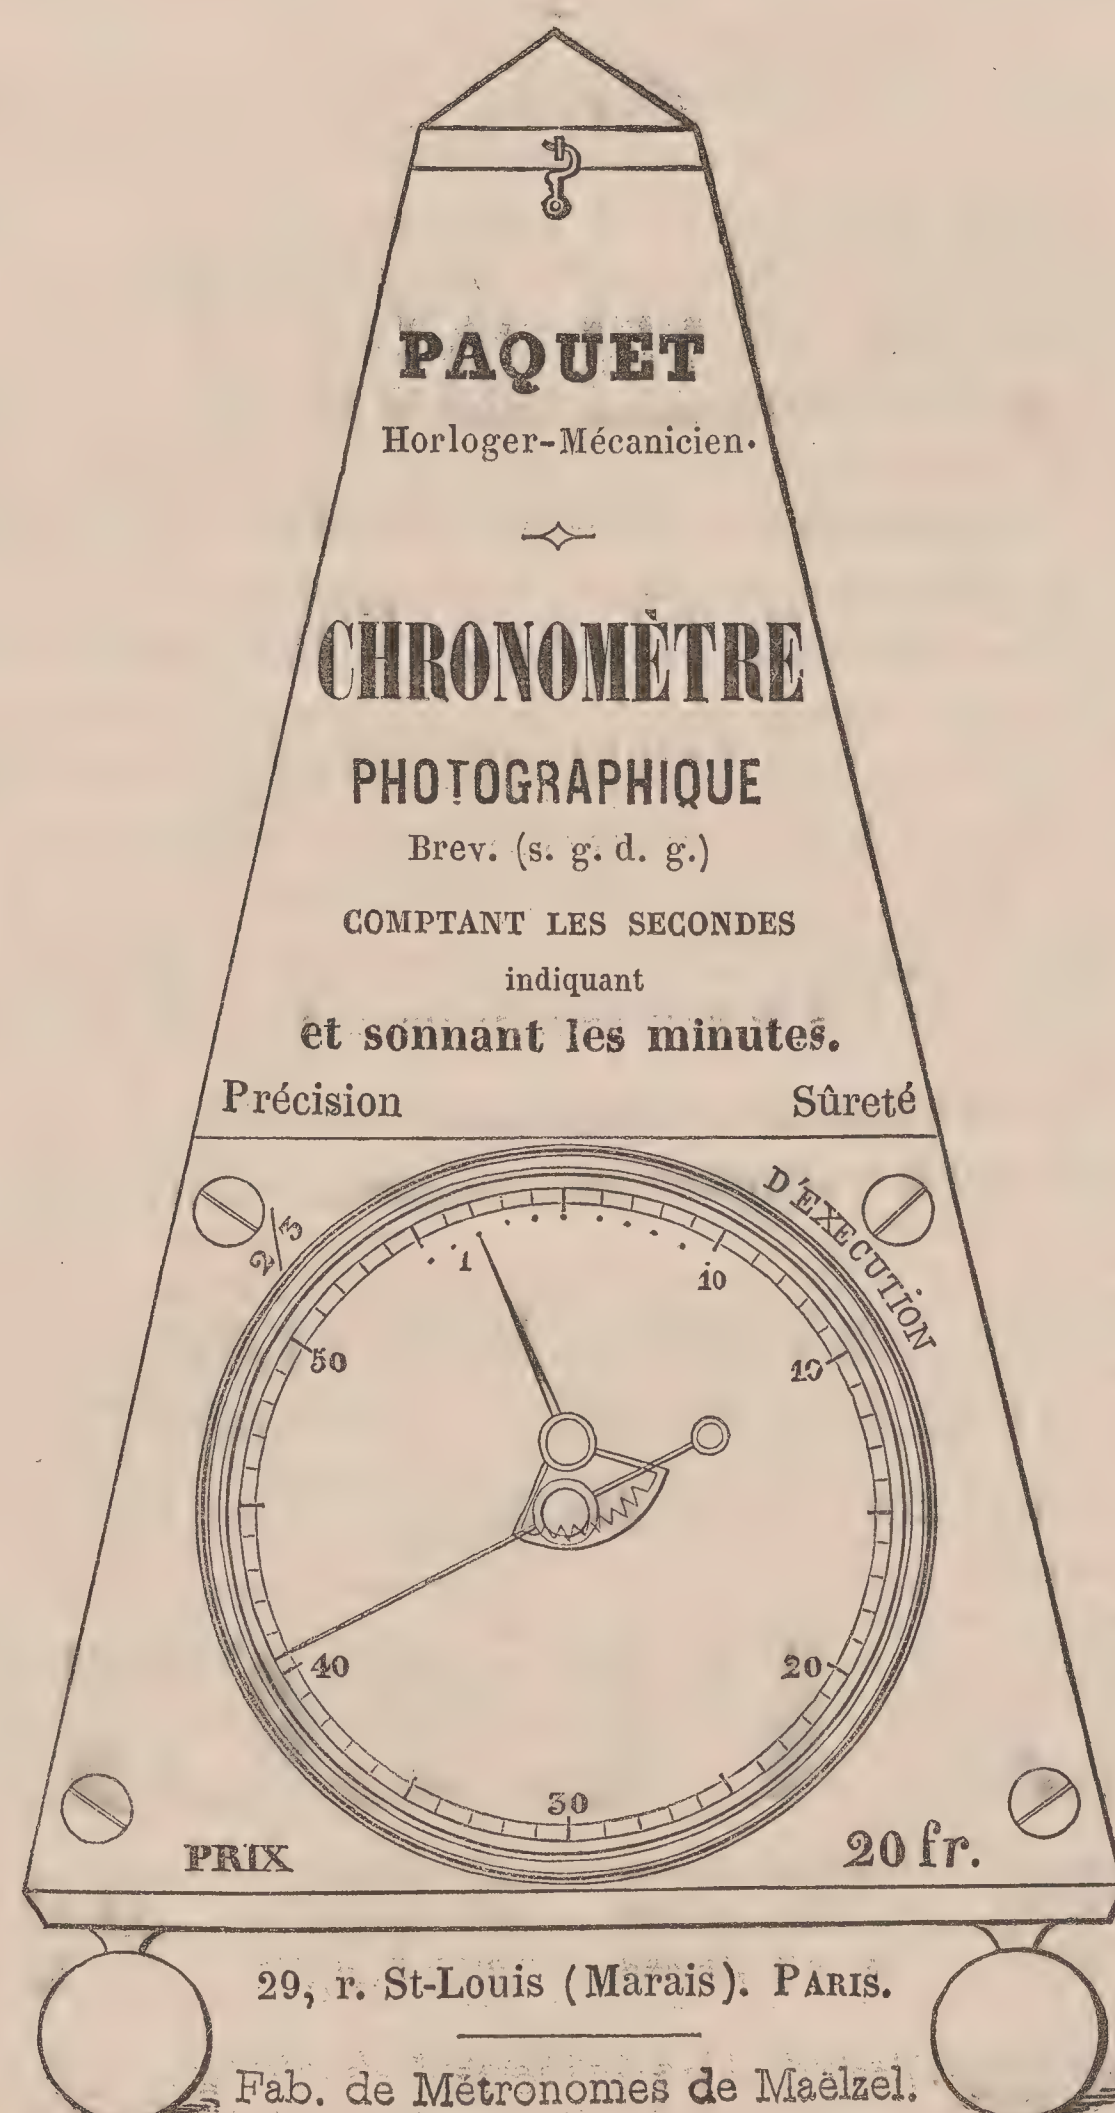 PAQUET
Horloger-Mécanicien.
CHRONOMÈTRE
PHOTOGRAPHIQUE
Brev. (s. g. d. g.)
COMPTANT LES SECONDES
indiquant
et sonnant les minutes.
Précision Sûreté
2/3 D'EXECUTION
1 10
50 10
40 20
30
PRIX 20 fr.
29, r. St-Louis (Marais). PARIS.
Fab. de Métronomes de Maëlzel.